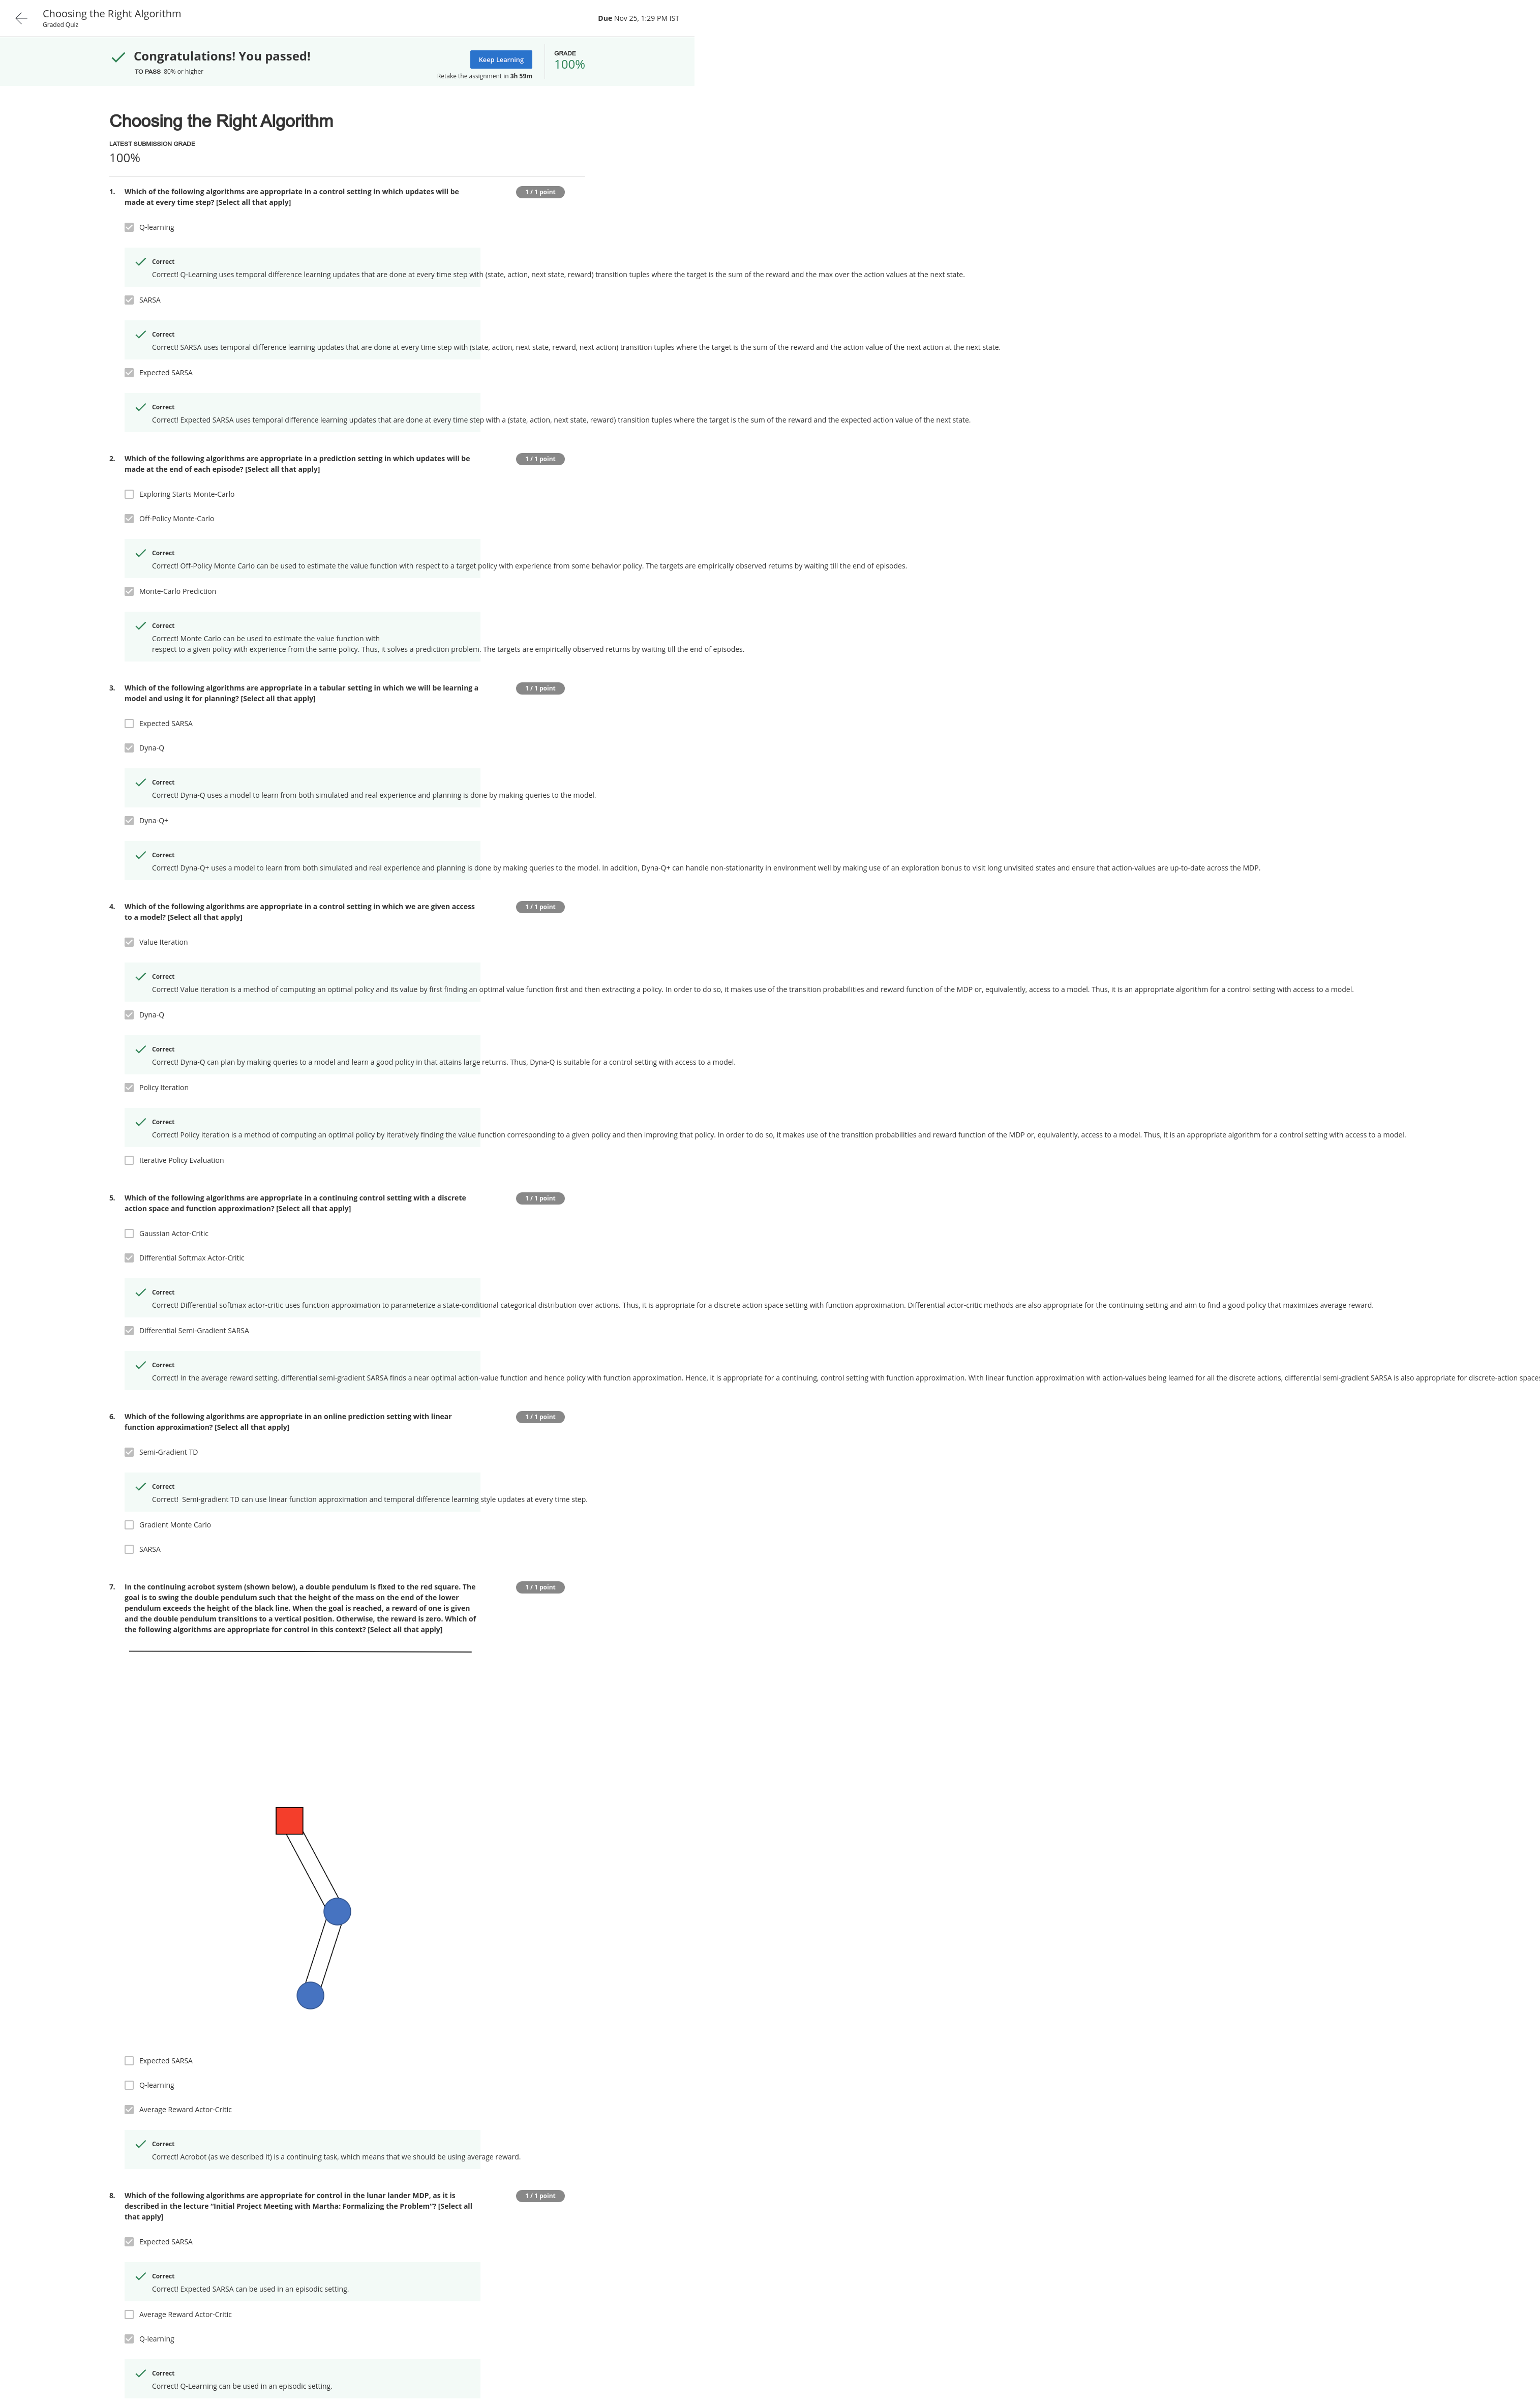 Choosing the Right Algorithm
Graded Quiz
Due Nov 25, 1:29 PM IST
Congratulations! You passed!
TO PASS 80% or higher
Keep Learning
Retake the assignment in 3h 59m
GRADE
100%
Choosing the Right Algorithm
LATEST SUBMISSION GRADE
100%
1. Which of the following algorithms are appropriate in a control setting in which updates will be
made at every time step? [Select all that apply]
1 / 1 point
Q-learning
Correct
Correct! Q-Learning uses temporal difference learning updates that are done at every time step with (state, action, next state, reward) transition tuples where the target is the sum of the reward and the max over the action values at the next state.
SARSA
Correct
Correct! SARSA uses temporal difference learning updates that are done at every time step with (state, action, next state, reward, next action) transition tuples where the target is the sum of the reward and the action value of the next action at the next state.
Expected SARSA
Correct
Correct! Expected SARSA uses temporal difference learning updates that are done at every time step with a (state, action, next state, reward) transition tuples where the target is the sum of the reward and the expected action value of the next state.
2. Which of the following algorithms are appropriate in a prediction setting in which updates will be
made at the end of each episode? [Select all that apply]
1 / 1 point
Exploring Starts Monte-Carlo
Off-Policy Monte-Carlo
Correct
Correct! Off-Policy Monte Carlo can be used to estimate the value function with respect to a target policy with experience from some behavior policy. The targets are empirically observed returns by waiting till the end of episodes.
Monte-Carlo Prediction
Correct
Correct! Monte Carlo can be used to estimate the value function with
respect to a given policy with experience from the same policy. Thus, it solves a prediction problem. The targets are empirically observed returns by waiting till the end of episodes.
3. Which of the following algorithms are appropriate in a tabular setting in which we will be learning a
model and using it for planning? [Select all that apply]
1 / 1 point
Expected SARSA
Dyna-Q
Correct
Correct! Dyna-Q uses a model to learn from both simulated and real experience and planning is done by making queries to the model.
Dyna-Q+
Correct
Correct! Dyna-Q+ uses a model to learn from both simulated and real experience and planning is done by making queries to the model. In addition, Dyna-Q+ can handle non-stationarity in environment well by making use of an exploration bonus to visit long unvisited states and ensure that action-values are up-to-date across the MDP.
4. Which of the following algorithms are appropriate in a control setting in which we are given access
to a model? [Select all that apply]
1 / 1 point
Value Iteration
Correct
Correct! Value iteration is a method of computing an optimal policy and its value by first finding an optimal value function first and then extracting a policy. In order to do so, it makes use of the transition probabilities and reward function of the MDP or, equivalently, access to a model. Thus, it is an appropriate algorithm for a control setting with access to a model.
Dyna-Q
Correct
Correct! Dyna-Q can plan by making queries to a model and learn a good policy in that attains large returns. Thus, Dyna-Q is suitable for a control setting with access to a model.
Policy Iteration
Correct
Correct! Policy iteration is a method of computing an optimal policy by iteratively finding the value function corresponding to a given policy and then improving that policy. In order to do so, it makes use of the transition probabilities and reward function of the MDP or, equivalently, access to a model. Thus, it is an appropriate algorithm for a control setting with access to a model.
Iterative Policy Evaluation
5. Which of the following algorithms are appropriate in a continuing control setting with a discrete
action space and function approximation? [Select all that apply]
1 / 1 point
Gaussian Actor-Critic
Differential Softmax Actor-Critic
Correct
Correct! Differential softmax actor-critic uses function approximation to parameterize a state-conditional categorical distribution over actions. Thus, it is appropriate for a discrete action space setting with function approximation. Differential actor-critic methods are also appropriate for the continuing setting and aim to find a good policy that maximizes average reward.
Differential Semi-Gradient SARSA
Correct
Correct! In the average reward setting, differential semi-gradient SARSA finds a near optimal action-value function and hence policy with function approximation. Hence, it is appropriate for a continuing, control setting with function approximation. With linear function approximation with action-values being learned for all the discrete actions, differential semi-gradient SARSA is also appropriate for discrete-action spaces
6. Which of the following algorithms are appropriate in an online prediction setting with linear
function approximation? [Select all that apply]
1 / 1 point
Semi-Gradient TD
Correct
Correct! Semi-gradient TD can use linear function approximation and temporal difference learning style updates at every time step.
Gradient Monte Carlo
SARSA
7. In the continuing acrobot system (shown below), a double pendulum is fixed to the red square. The
goal is to swing the double pendulum such that the height of the mass on the end of the lower
pendulum exceeds the height of the black line. When the goal is reached, a reward of one is given
and the double pendulum transitions to a vertical position. Otherwise, the reward is zero. Which of
the following algorithms are appropriate for control in this context? [Select all that apply]
1 / 1 point
Expected SARSA
Q-learning
Average Reward Actor-Critic
Correct
Correct! Acrobot (as we described it) is a continuing task, which means that we should be using average reward.
8. Which of the following algorithms are appropriate for control in the lunar lander MDP, as it is
described in the lecture “Initial Project Meeting with Martha: Formalizing the Problem”? [Select all
that apply]
1 / 1 point
Expected SARSA
Correct
Correct! Expected SARSA can be used in an episodic setting.
Average Reward Actor-Critic
Q-learning
Correct
Correct! Q-Learning can be used in an episodic setting.